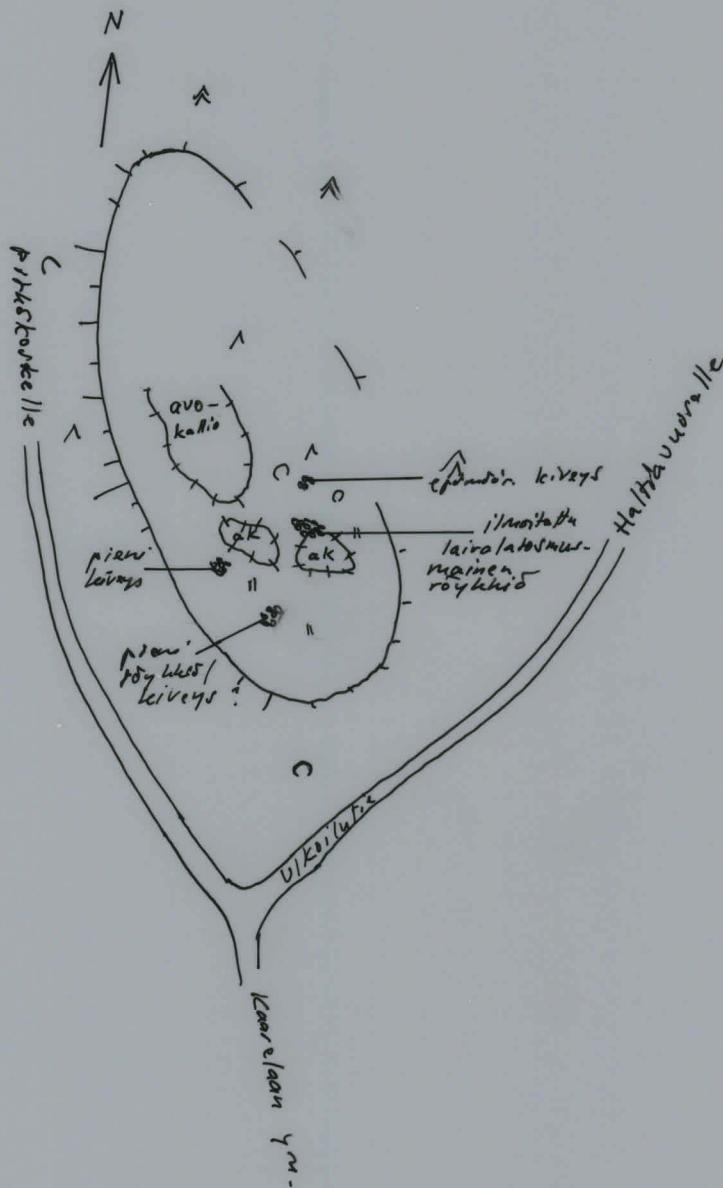 N
Pitkäkoskelle
avo-
kallio
Haltiavuorelle
epämäär. kiveys
ilmoitettu
laivalatomus-
mainen
röykkiö
ak
ak
pieni
kiveys
pieni
röykkiö/
kiveys?
Ulkoilutie
Kaarelaan ym.